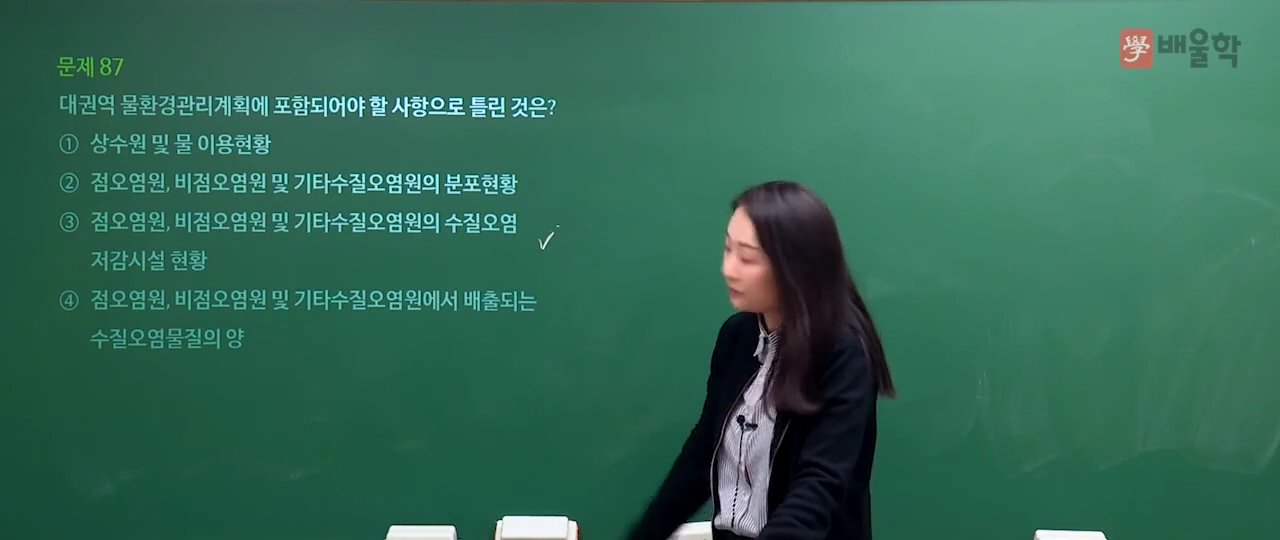 學배울학
문제 87
대권역 물환경관리계획에 포함되어야 할 사항으로 틀린 것은?
① 상수원 및 물 이용현황
② 점오염원, 비점오염원 및 기타수질오염원의 분포현황
③ 점오염원, 비점오염원 및 기타수질오염원의 수질오염
저감시설 현황
④ 점오염원, 비점오염원 및 기타수질오염원에서 배출되는
수질오염물질의 양